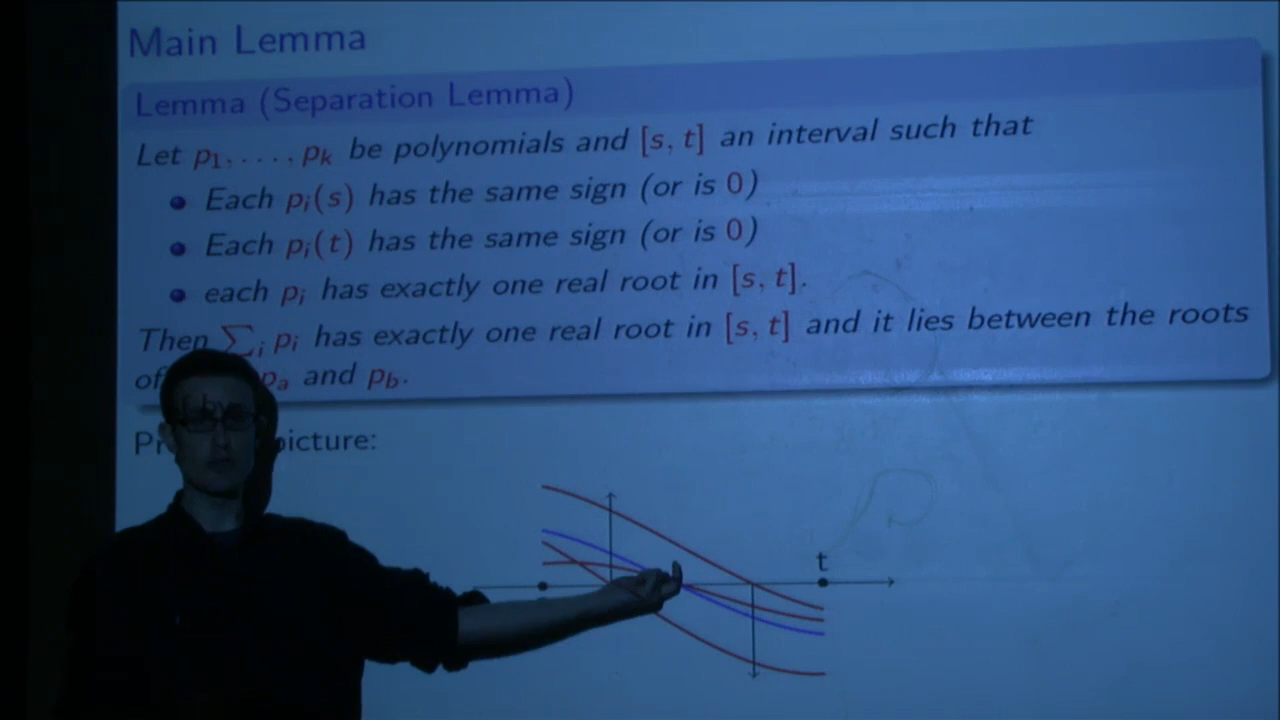 Main Lemma
Lemma (Separation Lemma)
Let p₁, . . . , pₖ be polynomials and [s, t] an interval such that
Each pᵢ(s) has the same sign (or is 0)
Each pᵢ(t) has the same sign (or is 0)
each pᵢ has exactly one real root in [s, t].
Then ∑ᵢ pᵢ has exactly one real root in [s, t] and it lies between the roots
of pₐ and p_b.
picture:
t